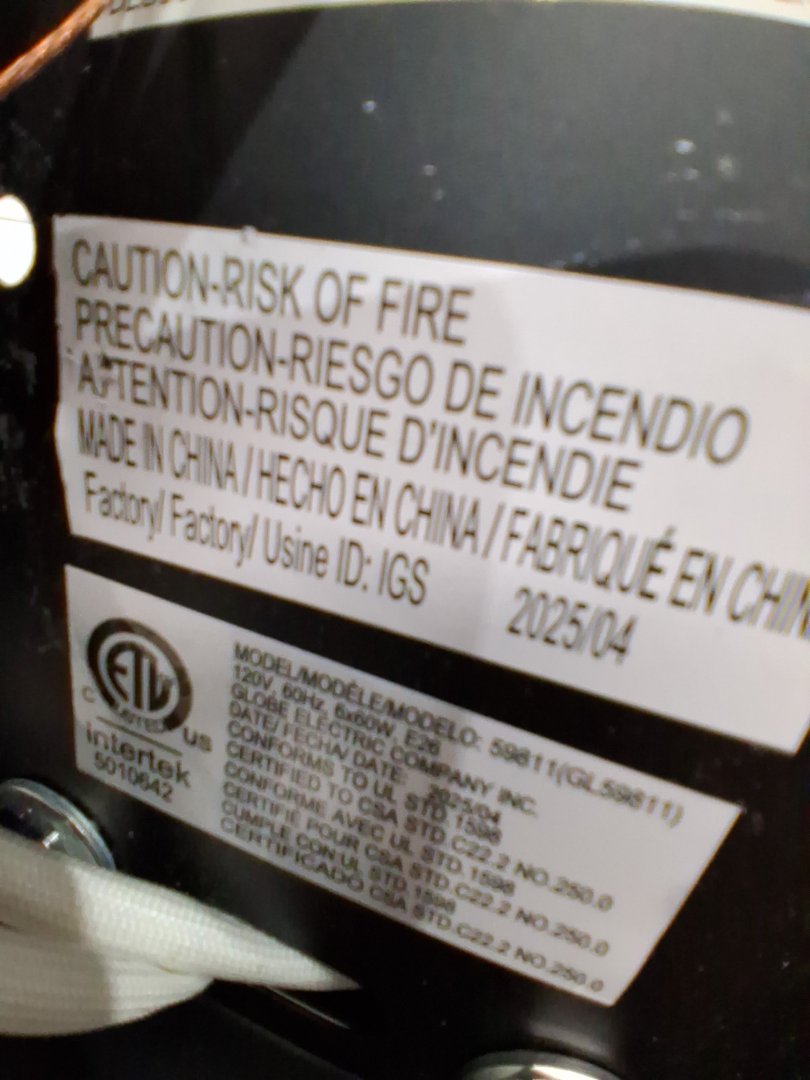 CAUTION-RISK OF FIRE
PRECAUTION-RIESGO DE INCENDIO
ATTENTION-RISQUE D'INCENDIE
MADE IN CHINA / HECHO EN CHINA / FABRIQUÉ EN CHIN
Factory/ Factory/ Usine ID: IGS
2025/04
ETL
C LISTED US
intertek
5010642
MODEL/MODÈLE/MODELO: 59811(GL59811)
120V, 60Hz, 6x60W, E26
GLOBE ELECTRIC COMPANY INC.
DATE/ FECHA/ DATE: 2025/04
CONFORMS TO UL STD. 1598
CERTIFIED TO CSA STD. C22.2 NO.250.0
CONFORME AVEC UL STD. 1598
CERTIFIÉ POUR CSA STD. C22.2 NO.250.0
CUMPLE CON UL STD. 1598
CERTIFICADO CSA STD.C22.2 NO.250.0